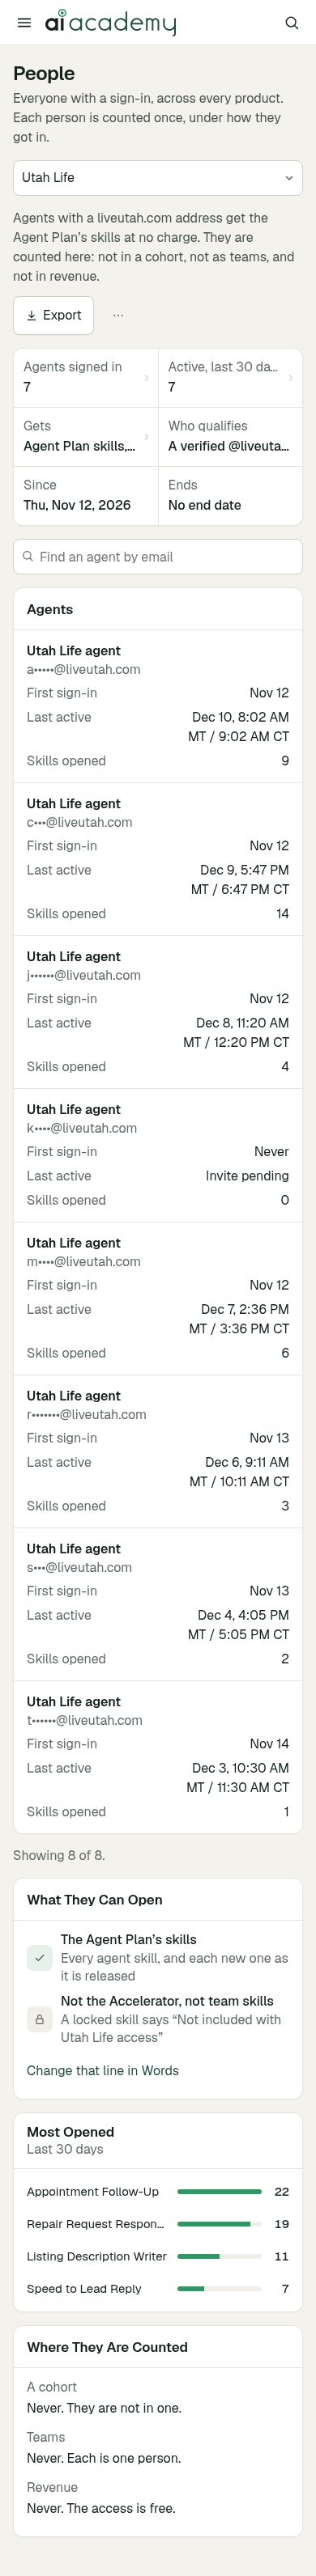 ai academy
People
Everyone with a sign-in, across every product.
Each person is counted once, under how they
got in.
Utah Life
Agents with a liveutah.com address get the
Agent Plan's skills at no charge. They are
counted here: not in a cohort, not as teams, and
not in revenue.
Export ···
Agents signed in
7
Active, last 30 da...
7
Gets
Agent Plan skills,...
Who qualifies
A verified @liveuta...
Since
Thu, Nov 12, 2026
Ends
No end date
Find an agent by email
Agents
Utah Life agent
a•••••@liveutah.com
First sign-in Nov 12
Last active Dec 10, 8:02 AM
MT / 9:02 AM CT
Skills opened 9
Utah Life agent
c•••@liveutah.com
First sign-in Nov 12
Last active Dec 9, 5:47 PM
MT / 6:47 PM CT
Skills opened 14
Utah Life agent
j••••••@liveutah.com
First sign-in Nov 12
Last active Dec 8, 11:20 AM
MT / 12:20 PM CT
Skills opened 4
Utah Life agent
k••••@liveutah.com
First sign-in Never
Last active Invite pending
Skills opened 0
Utah Life agent
m••••@liveutah.com
First sign-in Nov 12
Last active Dec 7, 2:36 PM
MT / 3:36 PM CT
Skills opened 6
Utah Life agent
r•••••••@liveutah.com
First sign-in Nov 13
Last active Dec 6, 9:11 AM
MT / 10:11 AM CT
Skills opened 3
Utah Life agent
s•••@liveutah.com
First sign-in Nov 13
Last active Dec 4, 4:05 PM
MT / 5:05 PM CT
Skills opened 2
Utah Life agent
t••••••@liveutah.com
First sign-in Nov 14
Last active Dec 3, 10:30 AM
MT / 11:30 AM CT
Skills opened 1
Showing 8 of 8.
What They Can Open
The Agent Plan's skills
Every agent skill, and each new one as
it is released
Not the Accelerator, not team skills
A locked skill says “Not included with
Utah Life access”
Change that line in Words
Most Opened
Last 30 days
Appointment Follow-Up 22
Repair Request Respon... 19
Listing Description Writer 11
Speed to Lead Reply 7
Where They Are Counted
A cohort
Never. They are not in one.
Teams
Never. Each is one person.
Revenue
Never. The access is free.